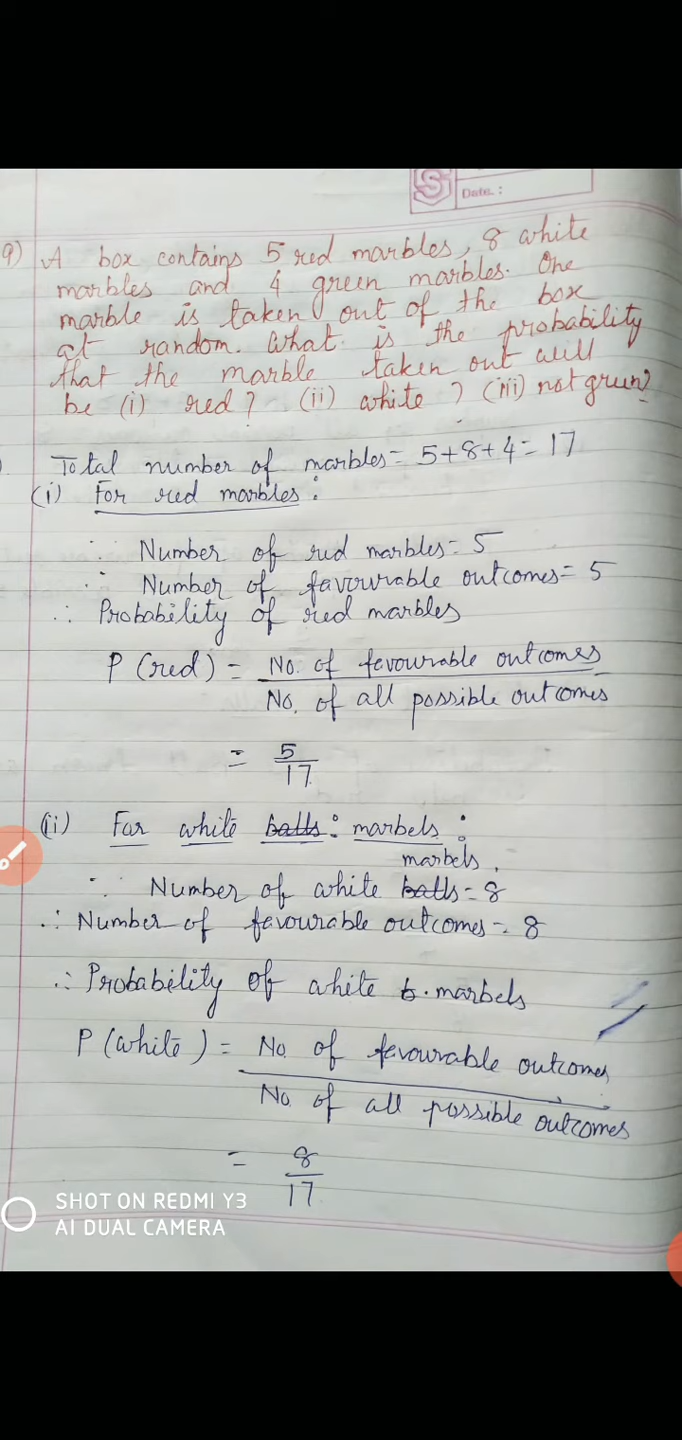 Date. :
9) A box contains 5 red marbles, 8 white
marbles and 4 green marbles. One
marble is taken out of the box
at random. What is the probability
that the marble taken out will
be (i) red ? (ii) white ? (iii) not green?
Total number of marbles = 5+8+4 = 17
(i) For red marbles :
∵ Number of red marbles = 5
∴ Number of favourable outcomes = 5
∴ Probability of red marbles
P (red) = No. of favourable outcomes
No. of all possible outcomes
= 5
17
(ii) For white balls : marbels :
marbels.
∵ Number of white balls = 8
∴ Number of favourable outcomes = 8
∴ Probability of white b. marbels
P (white) = No. of favourable outcomes
No. of all possible outcomes
= 8
17
SHOT ON REDMI Y3
AI DUAL CAMERA